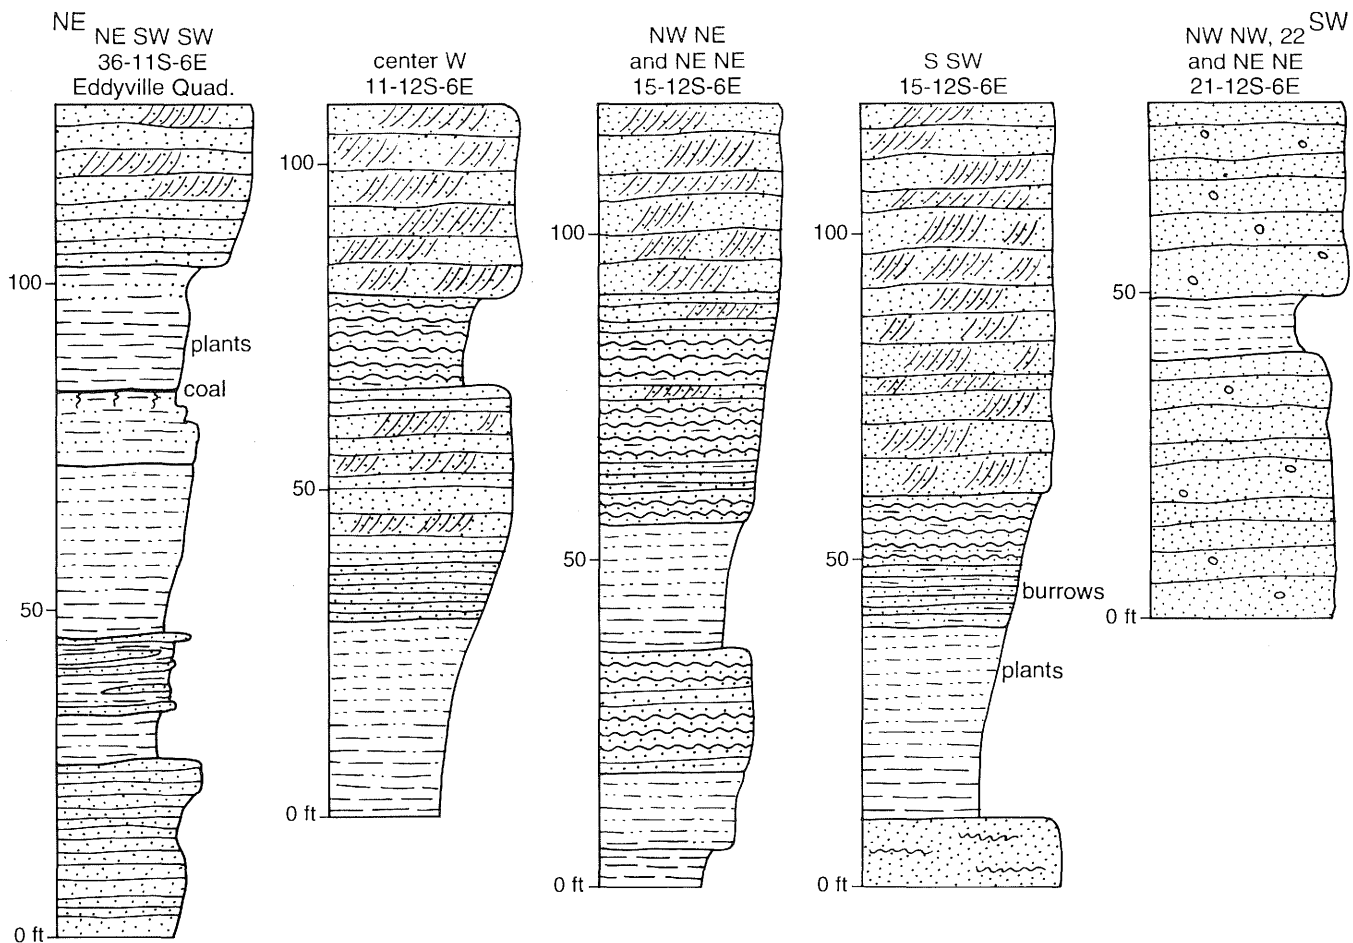 NE
NE SW SW
36-11S-6E
Eddyville Quad.
100
plants
coal
50
0 ft
center W
11-12S-6E
100
50
0 ft
NW NE
and NE NE
15-12S-6E
100
50
0 ft
S SW
15-12S-6E
100
50
burrows
plants
0 ft
SW
NW NW, 22
and NE NE
21-12S-6E
50
0 ft